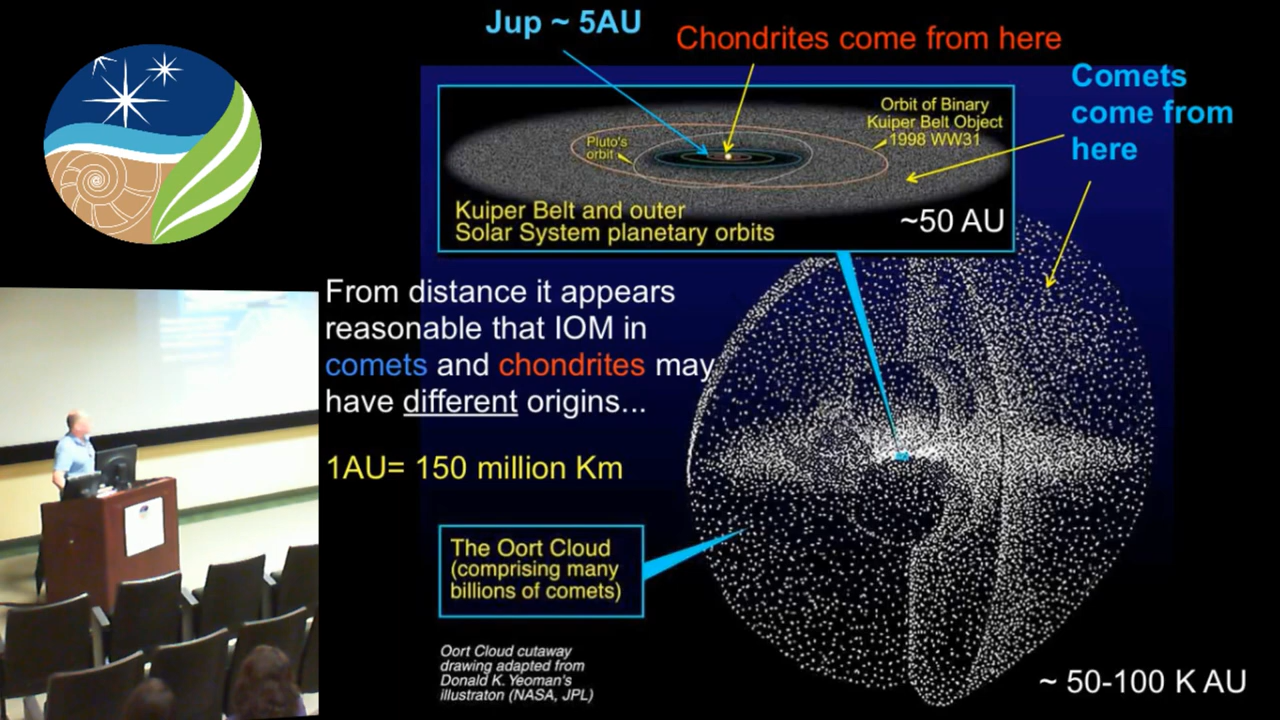 Jup ~ 5AU
Chondrites come from here
Comets
come from
here
Orbit of Binary
Kuiper Belt Object
1998 WW31
Pluto's
orbit
Kuiper Belt and outer
Solar System planetary orbits
~50 AU
From distance it appears
reasonable that IOM in
comets and chondrites may
have different origins...
1AU= 150 million Km
The Oort Cloud
(comprising many
billions of comets)
Oort Cloud cutaway
drawing adapted from
Donald K. Yeoman's
illustraton (NASA, JPL)
~ 50-100 K AU